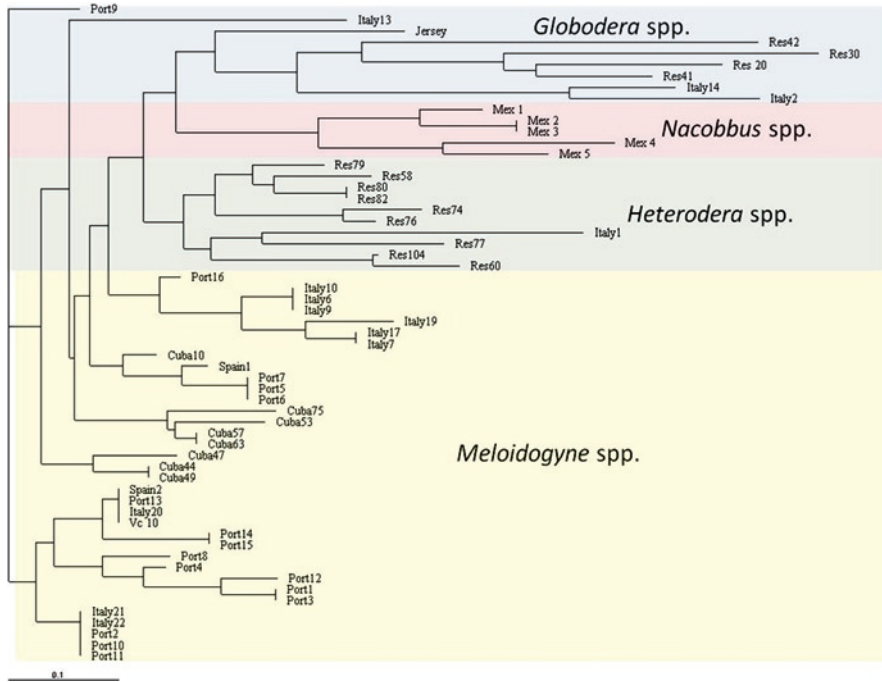 Port9
Italy13
Globodera spp.
Jersey
Res42
Res30
Res 20
Res41
Italy14
Italy2
Mex 1
Mex 2
Mex 3
Nacobbus spp.
Mex 4
Mex 5
Res79
Res58
Res80
Res82
Res74
Heterodera spp.
Res76
Italy1
Res77
Res104
Res60
Port16
Italy10
Italy6
Italy9
Italy19
Italy17
Italy7
Cuba10
Spain1
Port7
Port5
Port6
Cuba75
Cuba53
Cuba57
Cuba63
Meloidogyne spp.
Cuba47
Cuba44
Cuba49
Spain2
Port13
Italy20
Vc 10
Port14
Port15
Port8
Port4
Port12
Port1
Port3
Italy21
Italy22
Port2
Port10
Port11
0.1